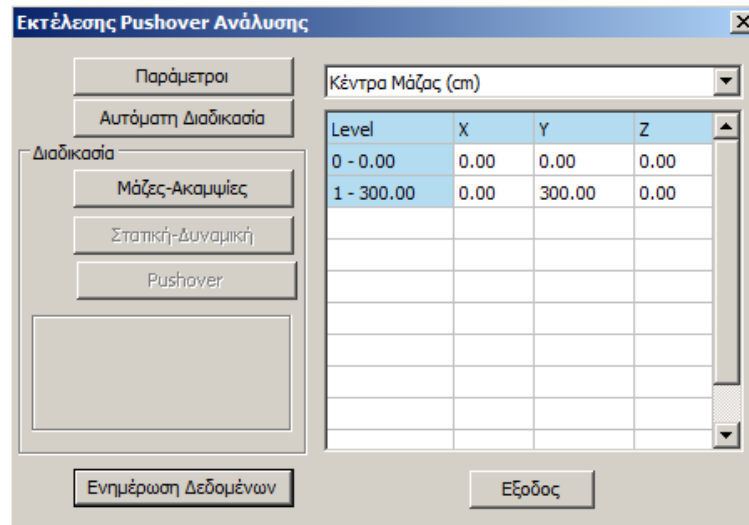 Εκτέλεσης Pushover Ανάλυσης
Παράμετροι
Αυτόματη Διαδικασία
Διαδικασία
Μάζες-Ακαμψίες
Στατική-Δυναμική
Pushover
Ενημέρωση Δεδομένων
Κέντρα Μάζας (cm)
Level X Y Z
0 - 0.00 0.00 0.00 0.00
1 - 300.00 0.00 300.00 0.00
Εξοδος